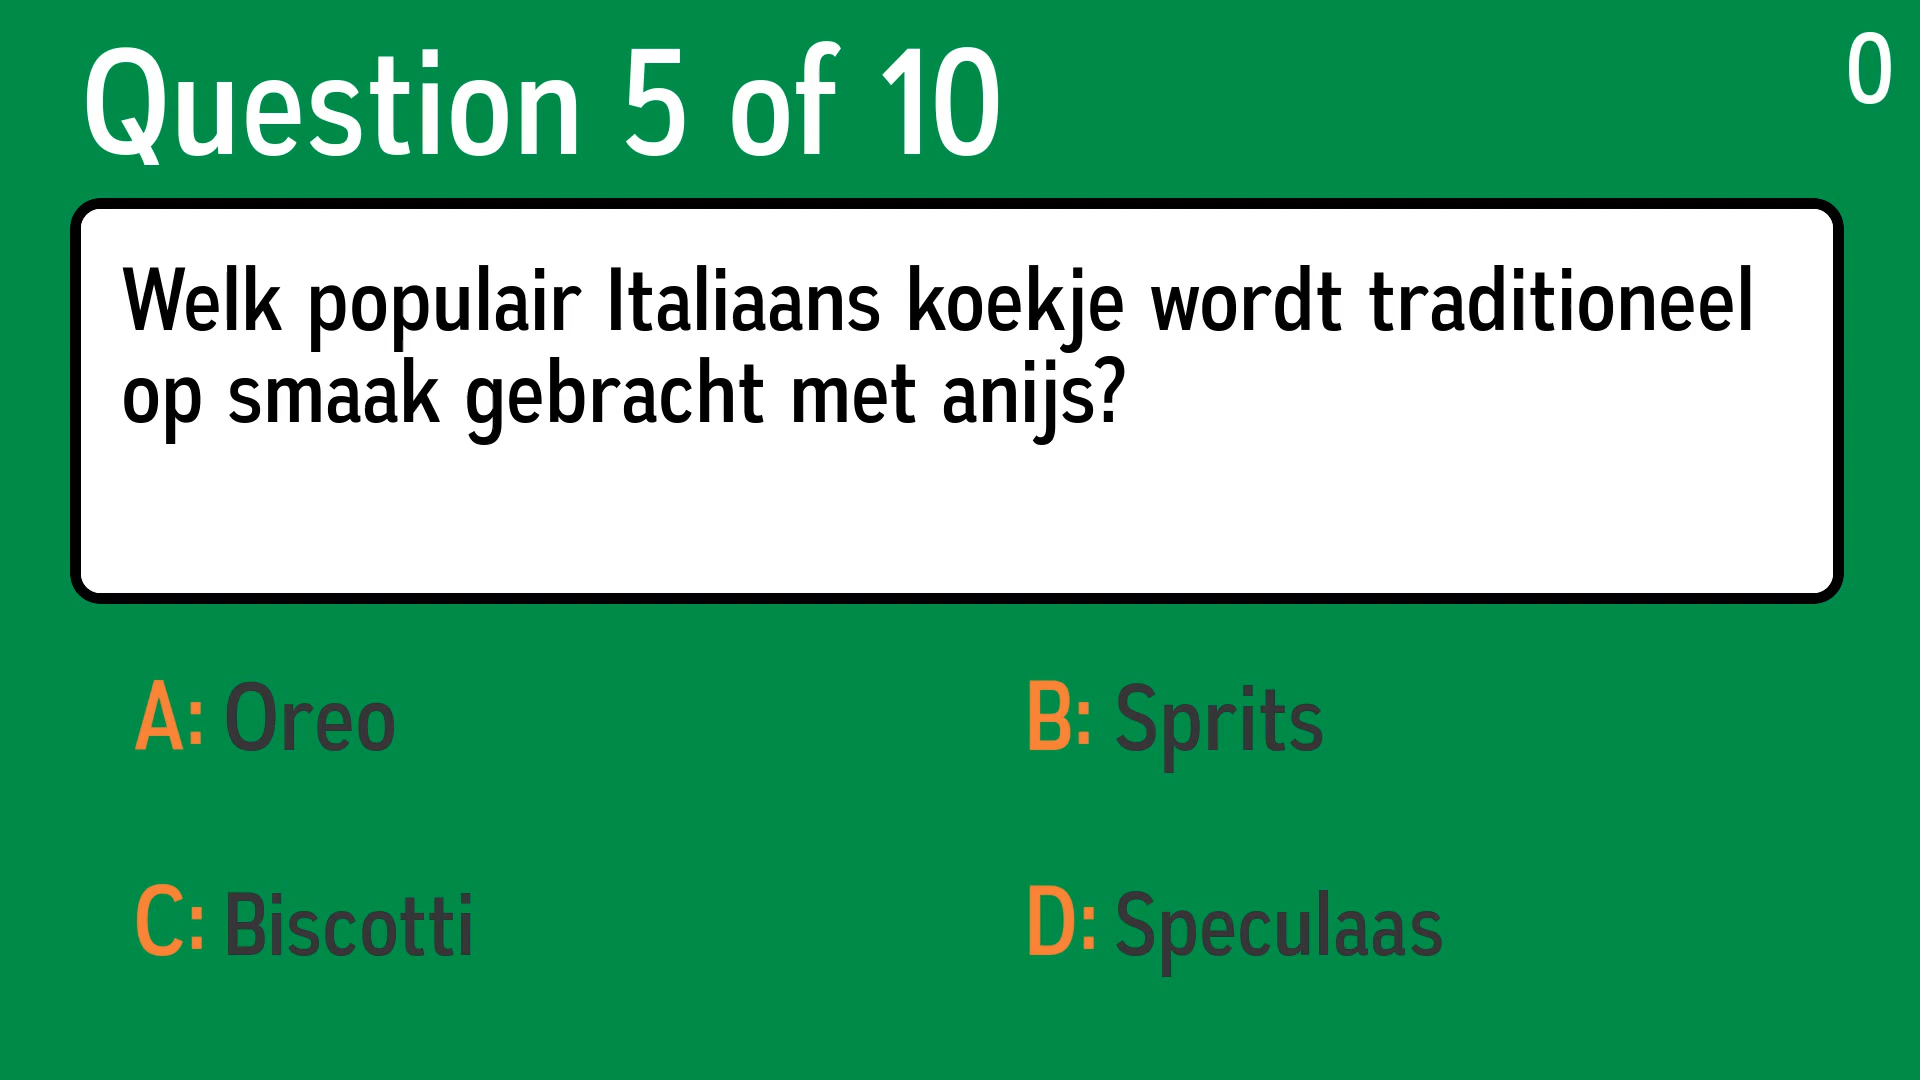 Question 5 of 10
0
Welk populair Italiaans koekje wordt traditioneel
op smaak gebracht met anijs?
A: Oreo
B: Sprits
C: Biscotti
D: Speculaas